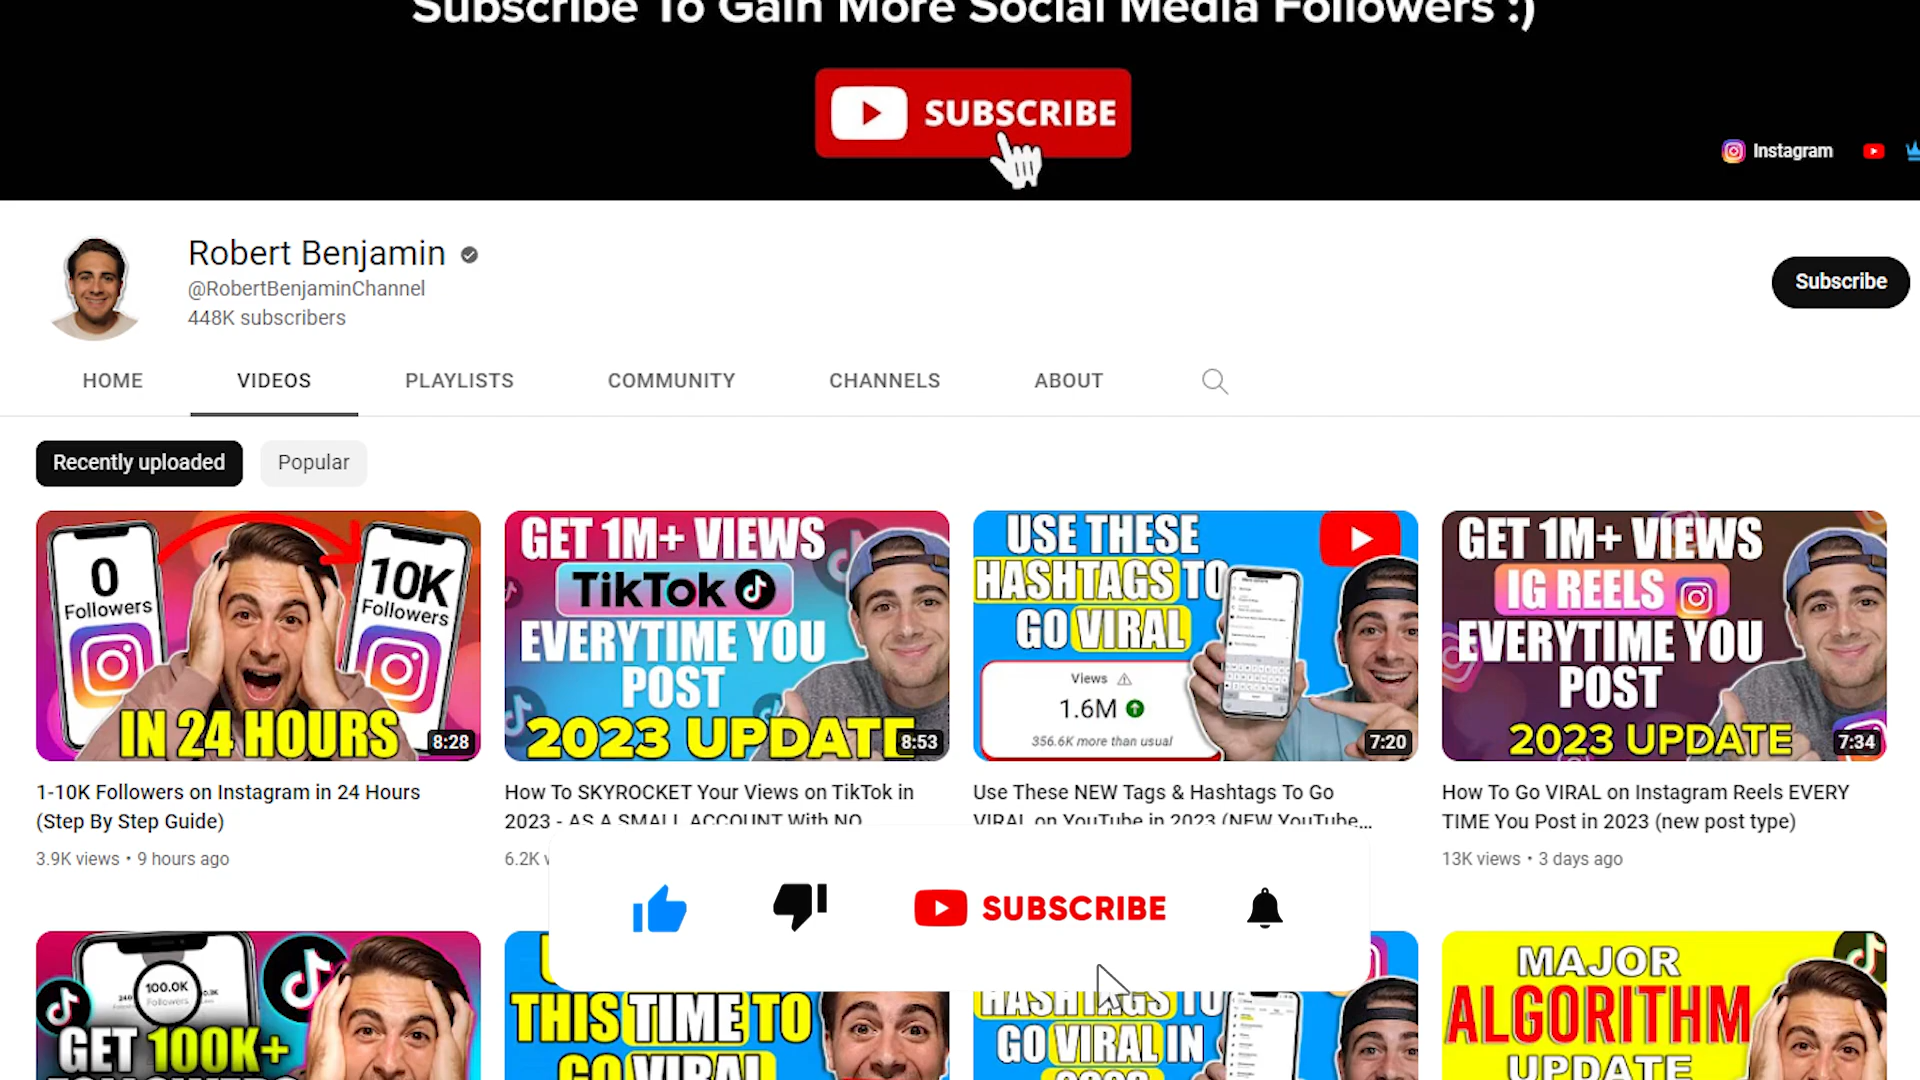 Subscribe To Gain More Social Media Followers :)
SUBSCRIBE
Instagram
Robert Benjamin
@RobertBenjaminChannel
448K subscribers
Subscribe
HOME
VIDEOS
PLAYLISTS
COMMUNITY
CHANNELS
ABOUT
Recently uploaded
Popular
0
Followers
10K
Followers
IN 24 HOURS
8:28
GET 1M+ VIEWS
TikTok
EVERYTIME YOU
POST
2023 UPDATE
8:53
USE THESE
HASHTAGS TO
GO VIRAL
Views
1.6M
356.6K more than usual
7:20
GET 1M+ VIEWS
IG REELS
EVERYTIME YOU
POST
2023 UPDATE
7:34
1-10K Followers on Instagram in 24 Hours
(Step By Step Guide)
3.9K views • 9 hours ago
How To SKYROCKET Your Views on TikTok in
2023 - AS A SMALL ACCOUNT With NO
6.2K
Use These NEW Tags & Hashtags To Go
VIRAL on YouTube in 2023 (NEW YouTube...
How To Go VIRAL on Instagram Reels EVERY
TIME You Post in 2023 (new post type)
13K views • 3 days ago
SUBSCRIBE
100.0K
Followers
GET 100K+
THIS TIME TO
GO VIRAL
HASHTAGS TO
GO VIRAL IN
2023
MAJOR
ALGORITHM
UPDATE